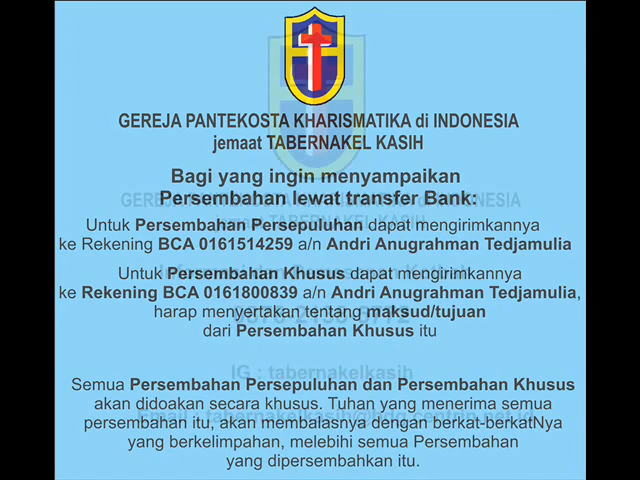 GEREJA PANTEKOSTA KHARISMATIKA di INDONESIA
jemaat TABERNAKEL KASIH
Bagi yang ingin menyampaikan
Persembahan lewat transfer Bank:
Untuk Persembahan Persepuluhan dapat mengirimkannya
ke Rekening BCA 0161514259 a/n Andri Anugrahman Tedjamulia
Untuk Persembahan Khusus dapat mengirimkannya
ke Rekening BCA 0161800839 a/n Andri Anugrahman Tedjamulia,
harap menyertakan tentang maksud/tujuan
dari Persembahan Khusus itu
IG : tabernakelkasih
Semua Persembahan Persepuluhan dan Persembahan Khusus
akan didoakan secara khusus. Tuhan yang menerima semua
persembahan itu, akan membalasnya dengan berkat-berkatNya
yang berkelimpahan, melebihi semua Persembahan
yang dipersembahkan itu.